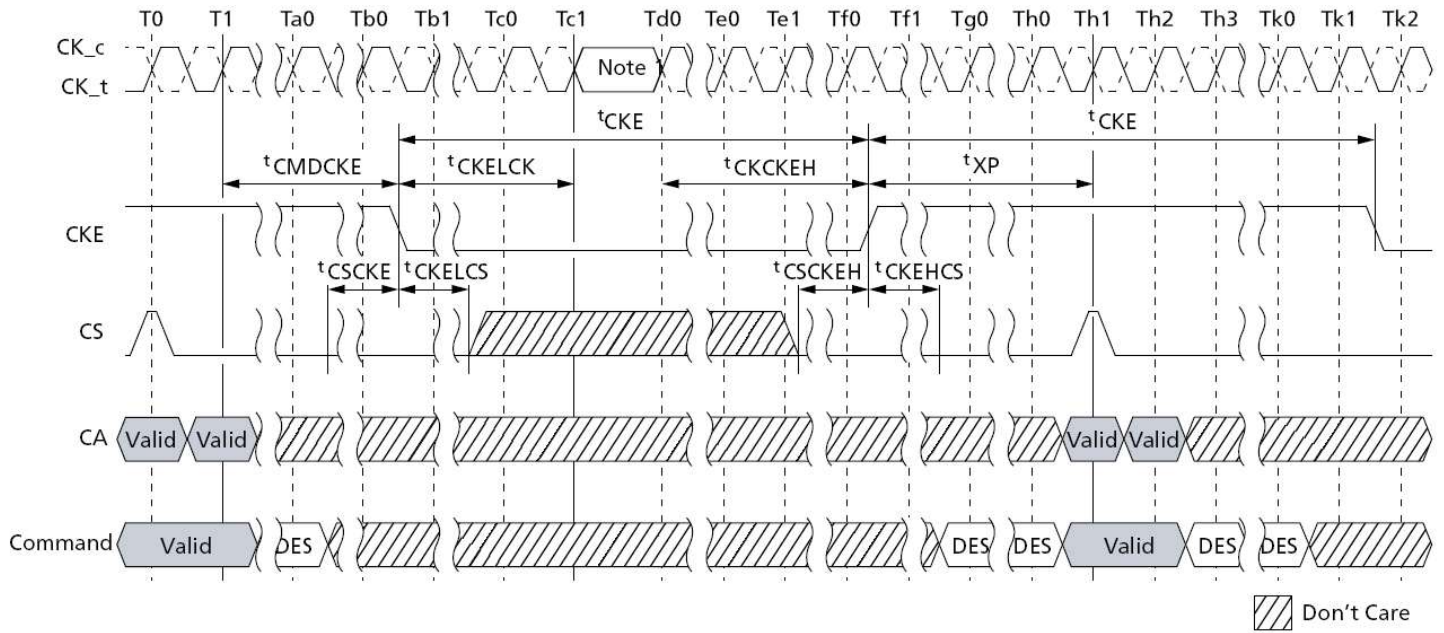 T0 T1 Ta0 Tb0 Tb1 Tc0 Tc1 Td0 Te0 Te1 Tf0 Tf1 Tg0 Th0 Th1 Th2 Th3 Tk0 Tk1 Tk2
CK_c
Note 1
CK_t
tCKE tCKE
tCMDCKE tCKELCK tCKCKEH tXP
CKE
tCSCKE tCKELCS tCSCKEH tCKEHCS
CS
CA Valid Valid Valid Valid
Command Valid DES DES DES Valid DES DES
Don't Care